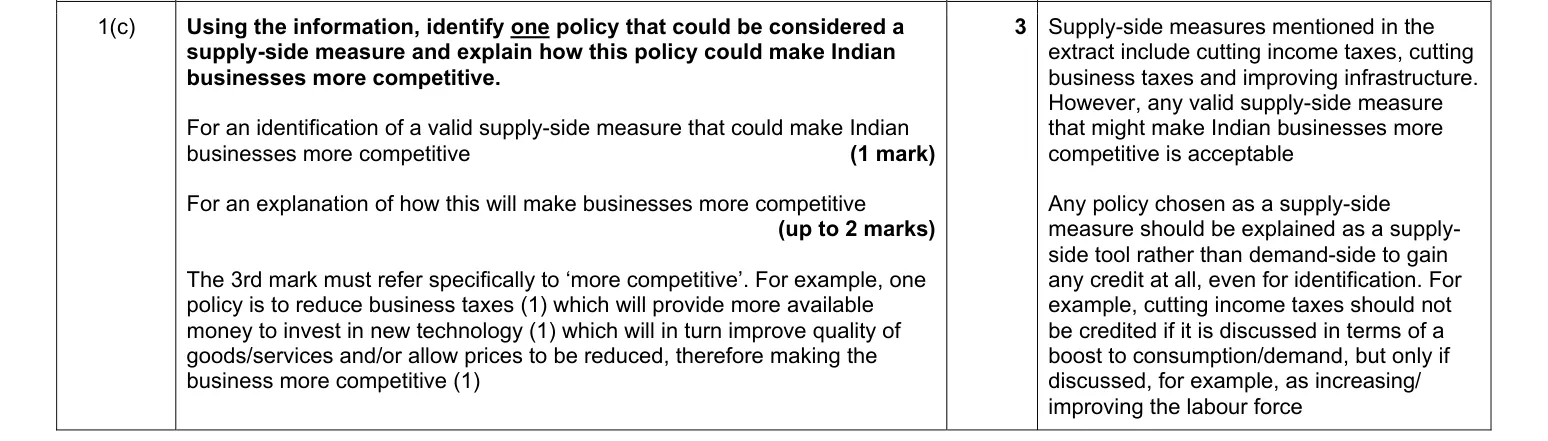 1(c)
Using the information, identify one policy that could be considered a
supply-side measure and explain how this policy could make Indian
businesses more competitive.
For an identification of a valid supply-side measure that could make Indian
businesses more competitive (1 mark)
For an explanation of how this will make businesses more competitive
(up to 2 marks)
The 3rd mark must refer specifically to ‘more competitive’. For example, one
policy is to reduce business taxes (1) which will provide more available
money to invest in new technology (1) which will in turn improve quality of
goods/services and/or allow prices to be reduced, therefore making the
business more competitive (1)
3
Supply-side measures mentioned in the
extract include cutting income taxes, cutting
business taxes and improving infrastructure.
However, any valid supply-side measure
that might make Indian businesses more
competitive is acceptable
Any policy chosen as a supply-side
measure should be explained as a supply-
side tool rather than demand-side to gain
any credit at all, even for identification. For
example, cutting income taxes should not
be credited if it is discussed in terms of a
boost to consumption/demand, but only if
discussed, for example, as increasing/
improving the labour force